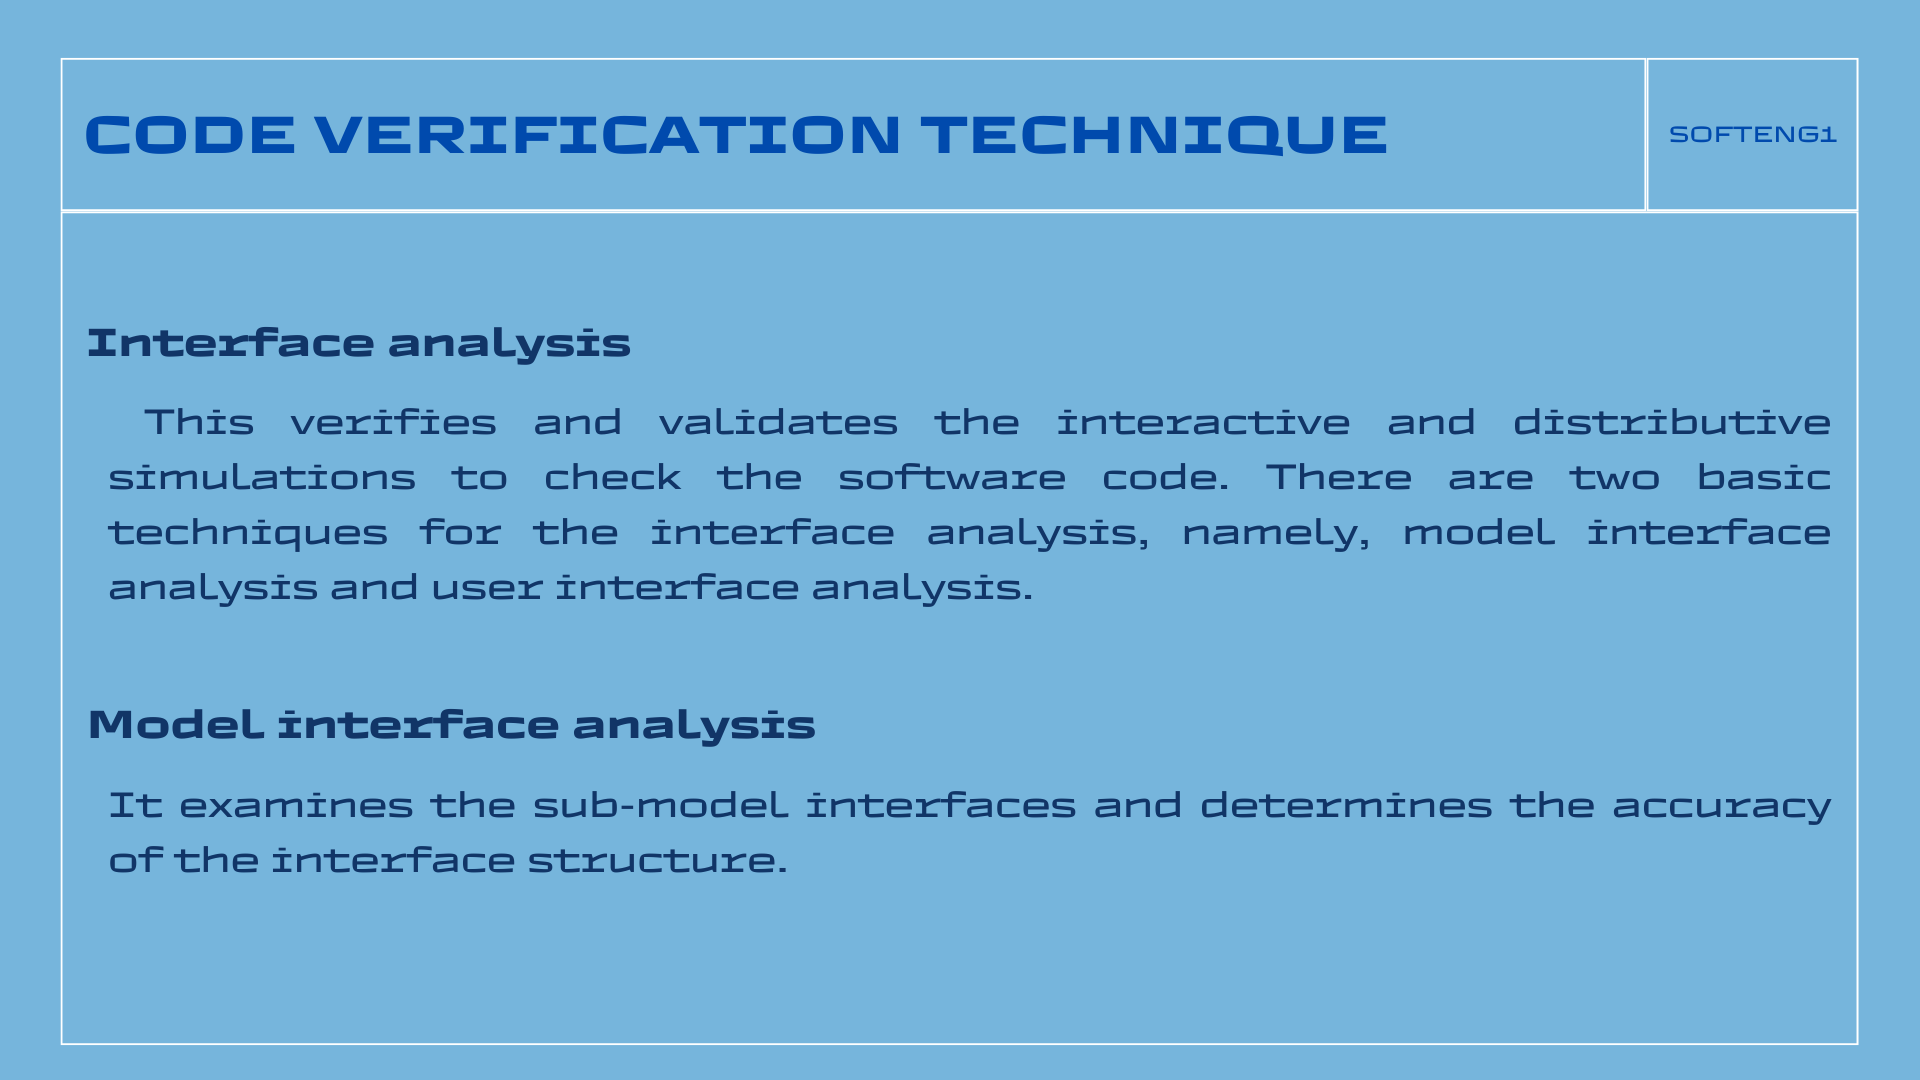 CODE VERIFICATION TECHNIQUE
SOFTENG1
Interface analysis
This verifies and validates the interactive and distributive
simulations to check the software code. There are two basic
techniques for the interface analysis, namely, model interface
analysis and user interface analysis.
Model interface analysis
It examines the sub-model interfaces and determines the accuracy
of the interface structure.